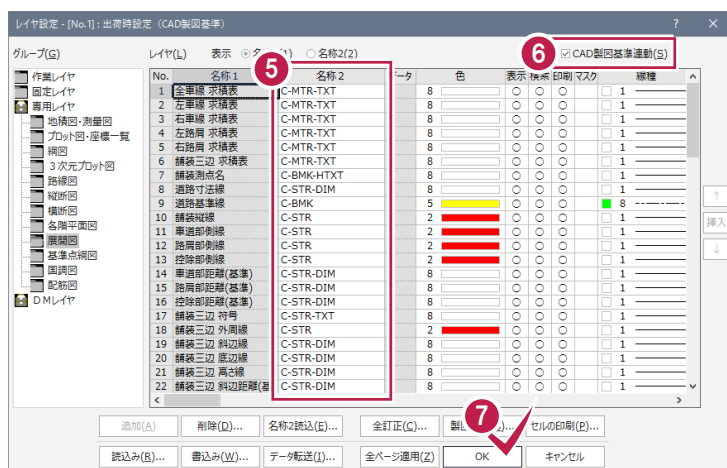 レイヤ設定 - [No.1] : 出荷時設定（CAD製図基準） ? ×
グループ(G) レイヤ(L) 表示 2(2) ☑CAD製図基準連動(S)
5 6
作業レイヤ
固定レイヤ
専用レイヤ
地積図・測量図
プロット図・座標一覧
網図
３次元プロット図
路線図
縦断図
横断図
各階平面図
展開図
基準点網図
国調図
配筋図
ＤＭレイヤ
No. 名称 1 名称 2 色 表示 検索 印刷 マスク 線種
1 全車線 求積表 C-MTR-TXT 8 ○ ○ ○ 1
2 左車線 求積表 C-MTR-TXT 8 ○ ○ ○ 1
3 右車線 求積表 C-MTR-TXT 8 ○ ○ ○ 1
4 左路肩 求積表 C-MTR-TXT 8 ○ ○ ○ 1
5 右路肩 求積表 C-MTR-TXT 8 ○ ○ ○ 1
6 舗装三辺 求積表 C-MTR-TXT 8 ○ ○ ○ 1
7 舗装測点名 C-BMK-HTXT 8 ○ ○ ○ 1
8 道路寸法線 C-STR-DIM 8 ○ ○ ○ 1
9 道路基準線 C-BMK 5 ○ ○ ○ 8
10 舗装縦線 C-STR 2 ○ ○ ○ 1
11 車道部側線 C-STR 2 ○ ○ ○ 1
12 路肩部側線 C-STR 2 ○ ○ ○ 1
13 控除部側線 C-STR 2 ○ ○ ○ 1
14 車道部距離(基準) C-STR-DIM 8 ○ ○ ○ 1
15 路肩部距離(基準) C-STR-DIM 8 ○ ○ ○ 1
16 控除部距離(基準) C-STR-DIM 8 ○ ○ ○ 1
17 舗装三辺 符号 C-STR-TXT 8 ○ ○ ○ 1
18 舗装三辺 外周線 C-STR 2 ○ ○ ○ 1
19 舗装三辺 斜辺線 C-STR-DIM 8 ○ ○ ○ 1
20 舗装三辺 底辺線 C-STR-DIM 8 ○ ○ ○ 1
21 舗装三辺 高さ線 C-STR-DIM 8 ○ ○ ○ 1
22 舗装三辺 斜辺距離(基 C-STR-DIM 8 ○ ○ ○ 1
↑
挿入
↓
7
追加(A) 削除(D)... 名称2読込(E)... 全訂正(C)... 製図 セルの印刷(P)...
読込み(R)... 書込み(W)... データ転送(I)... 全ページ適用(Z) OK キャンセル